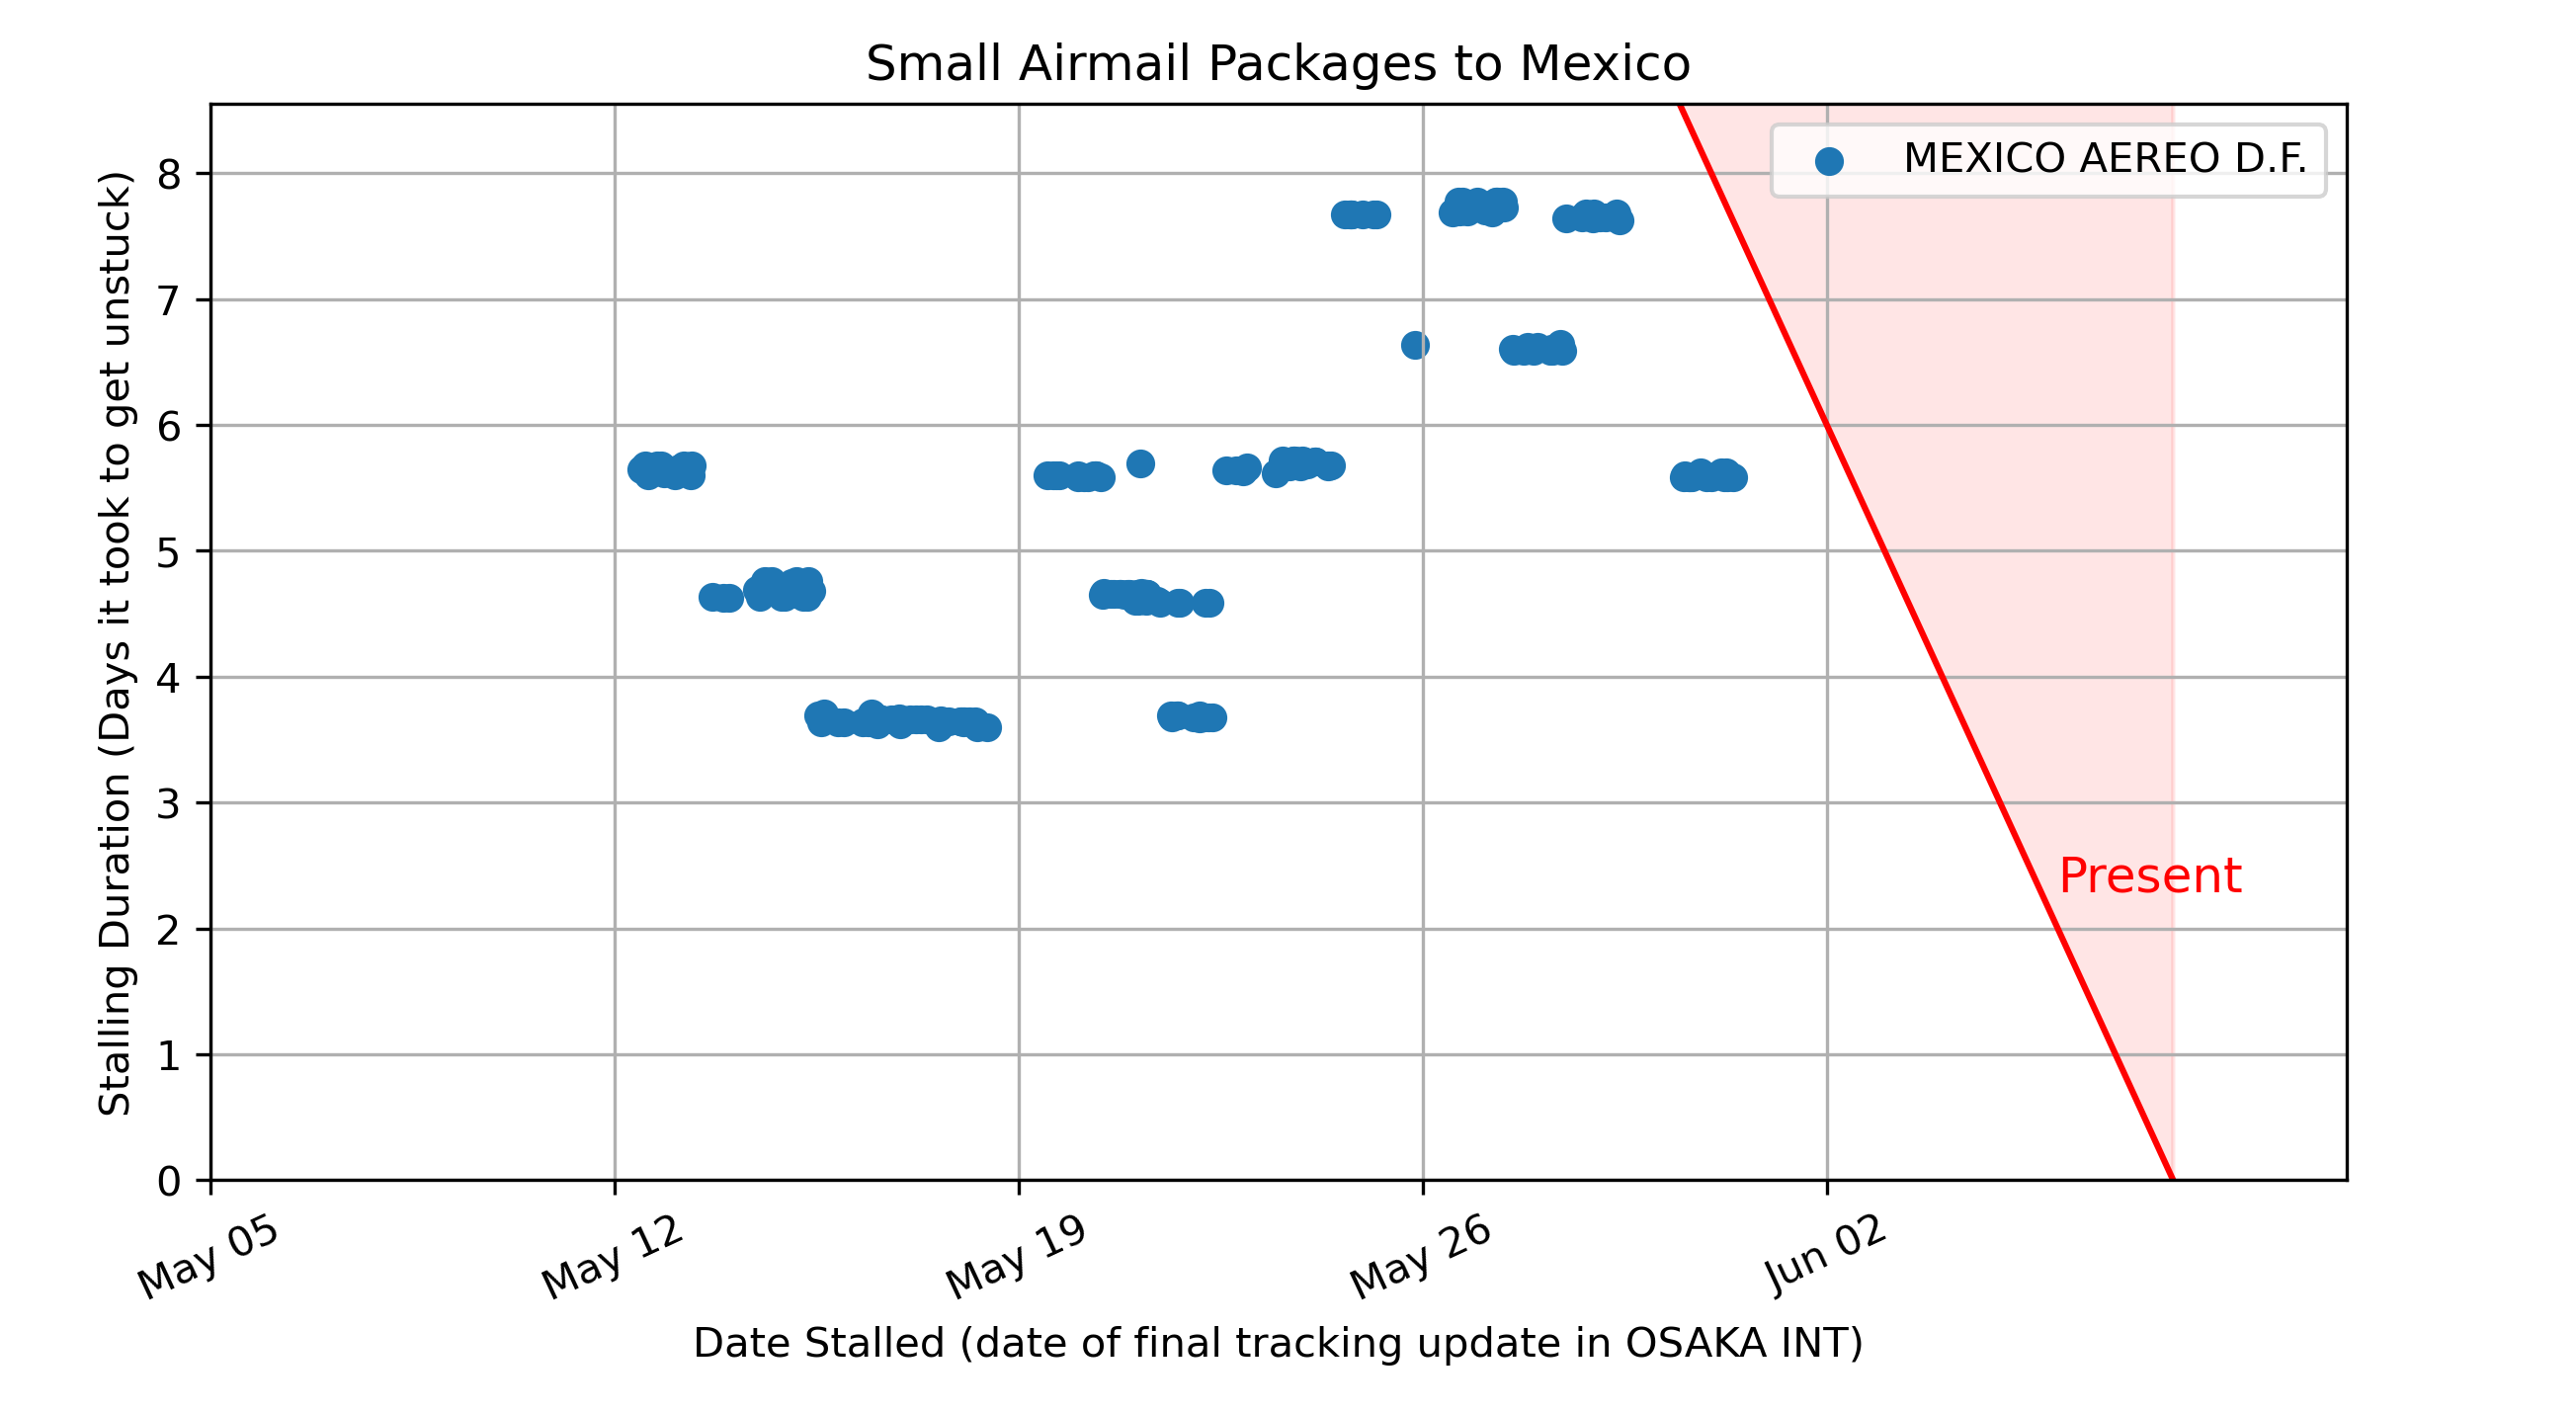 Small Airmail Packages to Mexico
MEXICO AEREO D.F.
Stalling Duration (Days it took to get unstuck)
8
7
6
5
4
3
2
1
0
Present
May 05
May 12
May 19
May 26
Jun 02
Date Stalled (date of final tracking update in OSAKA INT)